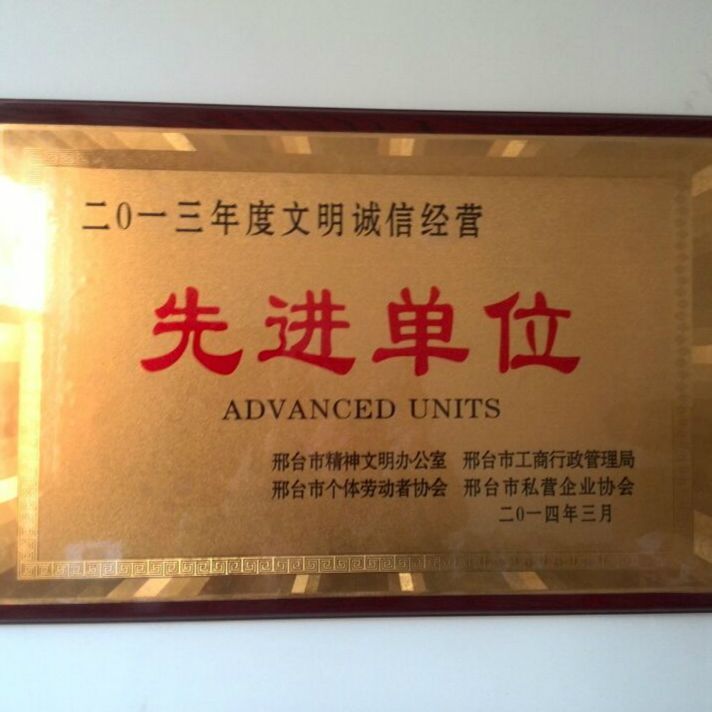 二0一三年度文明诚信经营
先进单位
ADVANCED UNITS
邢台市精神文明办公室 邢台市工商行政管理局
邢台市个体劳动者协会 邢台市私营企业协会
二0一四年三月